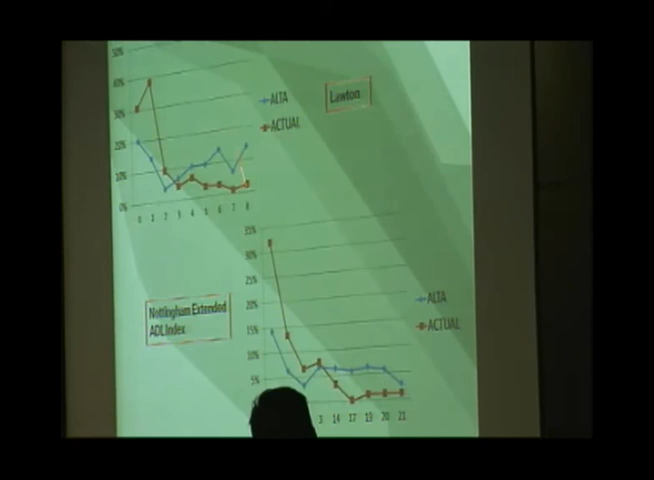 50%
40%
30%
20%
10%
0%
0 1 2 3 4 5 6 7 8
ALTA
ACTUAL
Lawton
35%
30%
25%
20%
15%
10%
5%
3 14 17 19 20 21
ALTA
ACTUAL
Nottingham Extended
ADL Index